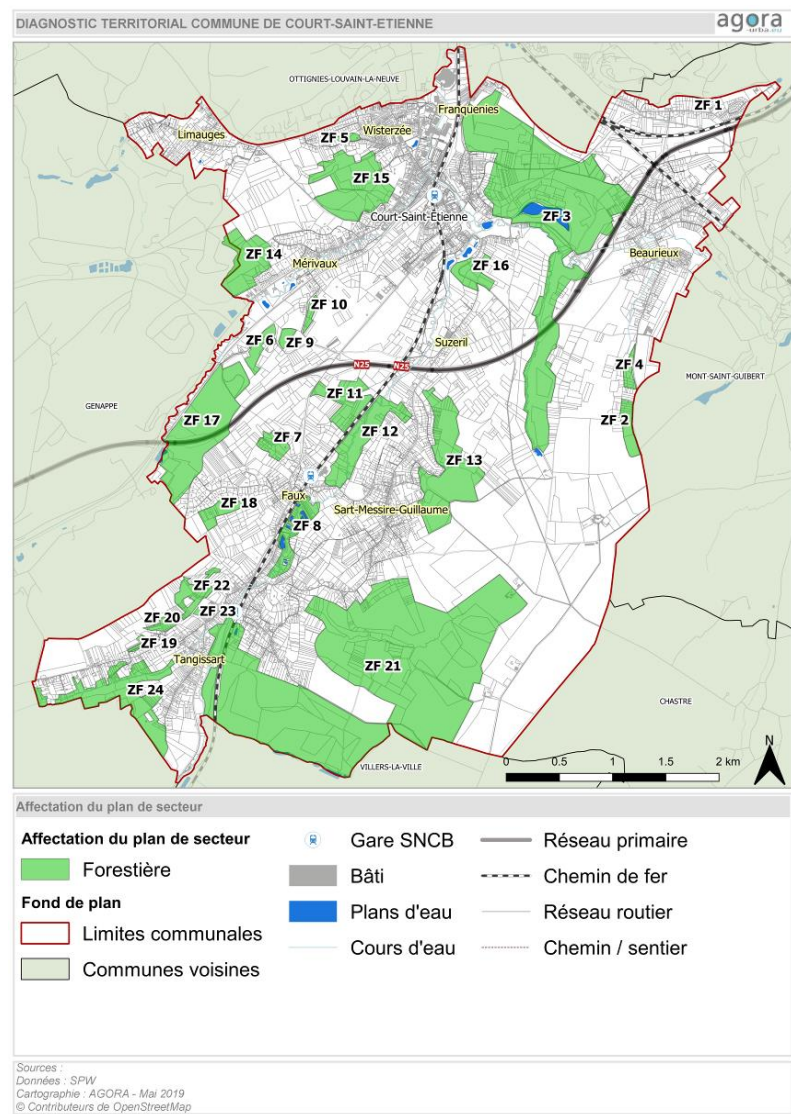 DIAGNOSTIC TERRITORIAL COMMUNE DE COURT-SAINT-ETIENNE
agora
-urba.eu
OTTIGNIES-LOUVAIN-LA-NEUVE
ZF 1
Franquenies
Limauges
ZF 5
Wisterzée
ZF 15
Court-Saint-Étienne
ZF 3
ZF 14
Mérivaux
ZF 16
Beaurieux
ZF 10
ZF 6
ZF 9
Suzeril
N25
N25
ZF 4
MONT-SAINT-GUIBERT
GENAPPE
ZF 17
ZF 11
ZF 2
ZF 7
ZF 12
ZF 13
ZF 18
Faux
Sart-Messire-Guillaume
ZF 8
ZF 22
ZF 20
ZF 23
ZF 19
Tangissart
ZF 21
ZF 24
CHASTRE
VILLERS-LA-VILLE
N
0 0.5 1 1.5 2 km
Affectation du plan de secteur
Affectation du plan de secteur
Forestière
Fond de plan
Limites communales
Communes voisines
Gare SNCB
Bâti
Plans d'eau
Cours d'eau
Réseau primaire
Chemin de fer
Réseau routier
Chemin / sentier
Sources :
Données : SPW
Cartographie : AGORA - Mai 2019
© Contributeurs de OpenStreetMap